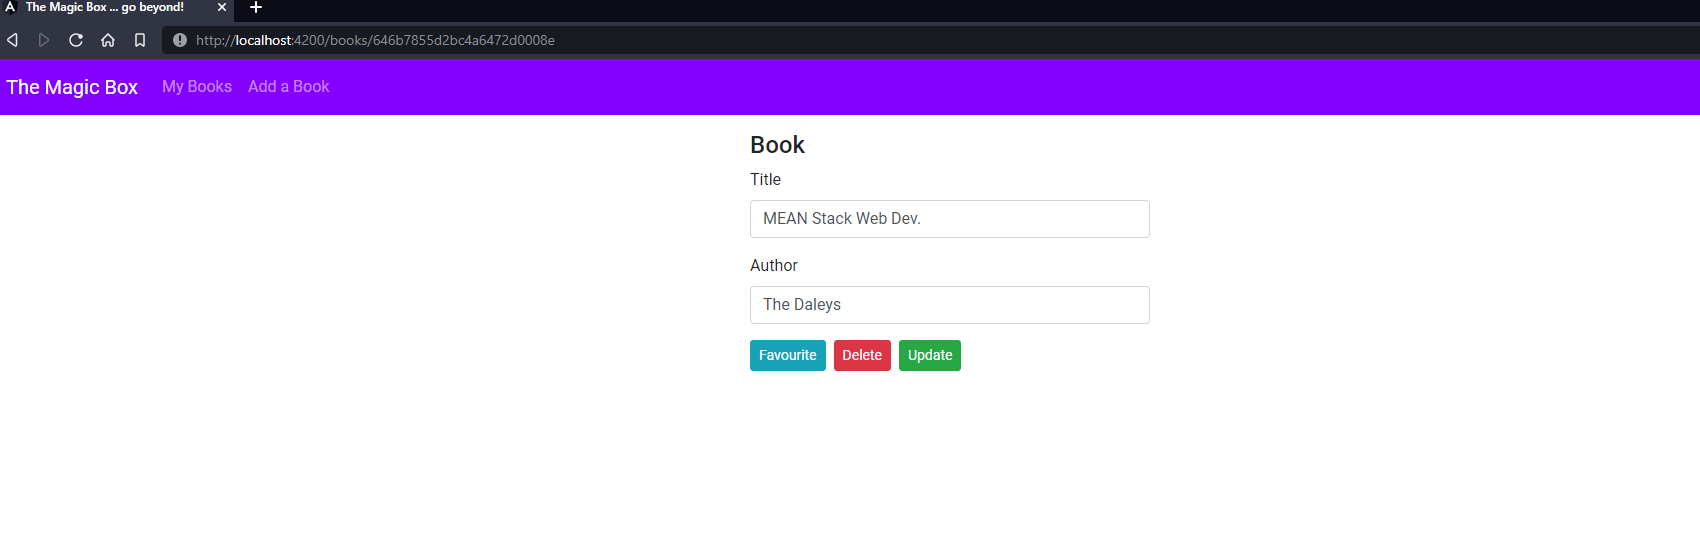 The Magic Box ... go beyond!
http://localhost:4200/books/646b7855d2bc4a6472d0008e
The Magic Box My Books Add a Book
Book
Title
MEAN Stack Web Dev.
Author
The Daleys
Favourite Delete Update